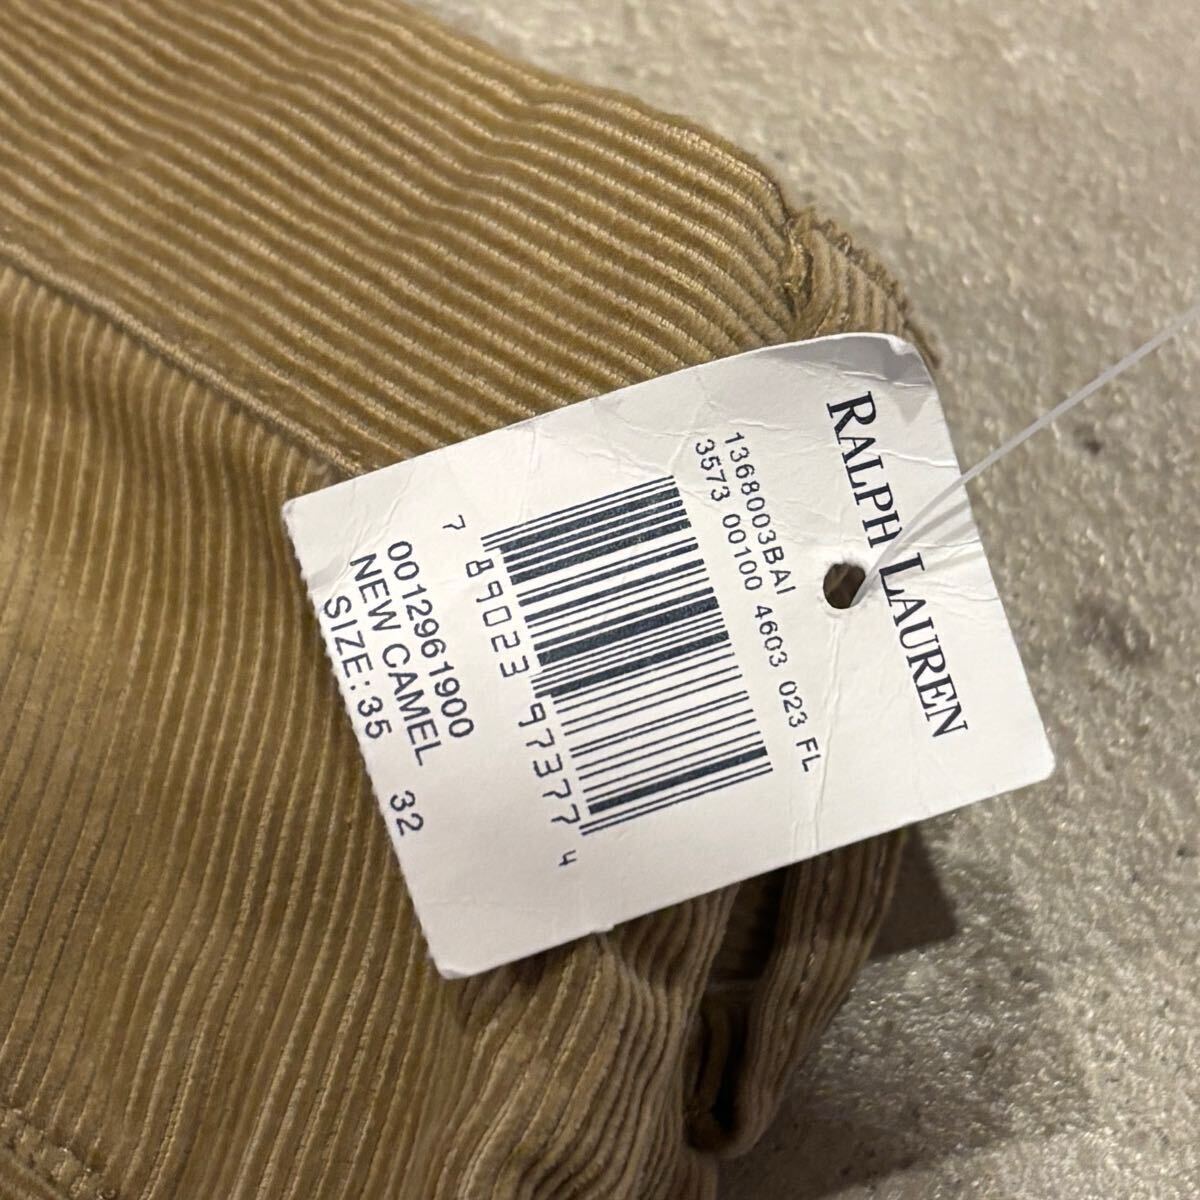 RALPH LAUREN
1368003BAI
3573 00100 4603 023 FL
7 89023 97377 4
0012961900
NEW CAMEL
SIZE:35 32